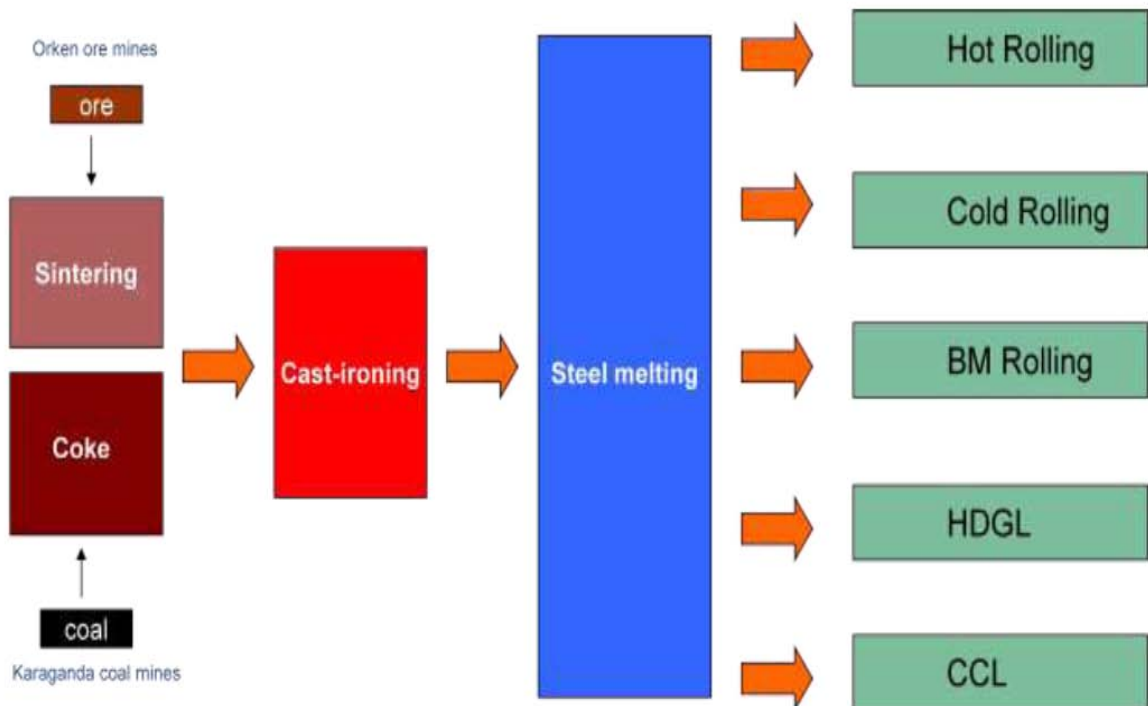 Orken ore mines
ore
Sintering
Coke
coal
Karaganda coal mines
Cast-ironing
Steel melting
Hot Rolling
Cold Rolling
BM Rolling
HDGL
CCL